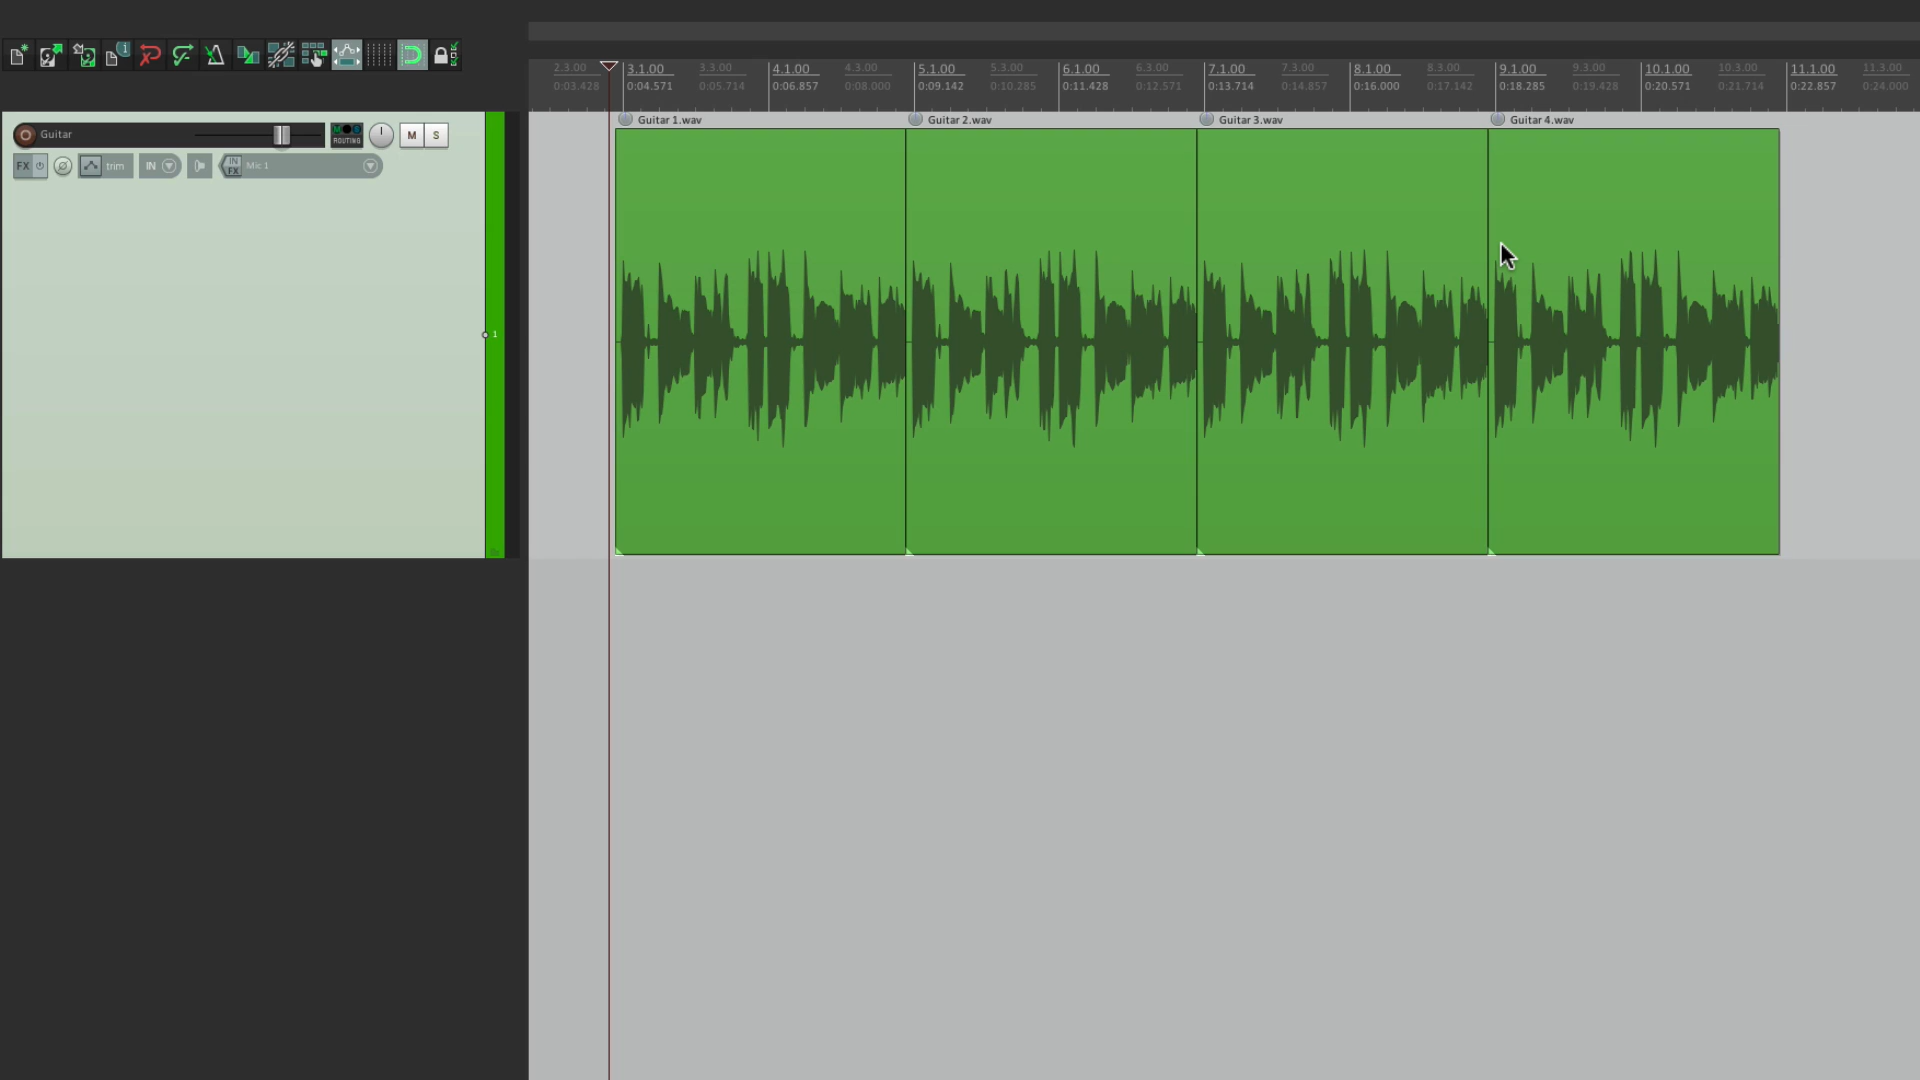 2.3.00 3.1.00 3.3.00 4.1.00 4.3.00 5.1.00 5.3.00 6.1.00 6.3.00 7.1.00 7.3.00 8.1.00 8.3.00 9.1.00 9.3.00 10.1.00 10.3.00 11.1.00 11.3.00
0:03.428 0:04.571 0:05.714 0:06.857 0:08.000 0:09.142 0:10.285 0:11.428 0:12.571 0:13.714 0:14.857 0:16.000 0:17.142 0:18.285 0:19.428 0:20.571 0:21.714 0:22.857 0:24.000
Guitar 1.wav Guitar 2.wav Guitar 3.wav Guitar 4.wav
Guitar ROUTING M S
FX trim IN IN FX Mic 1
1